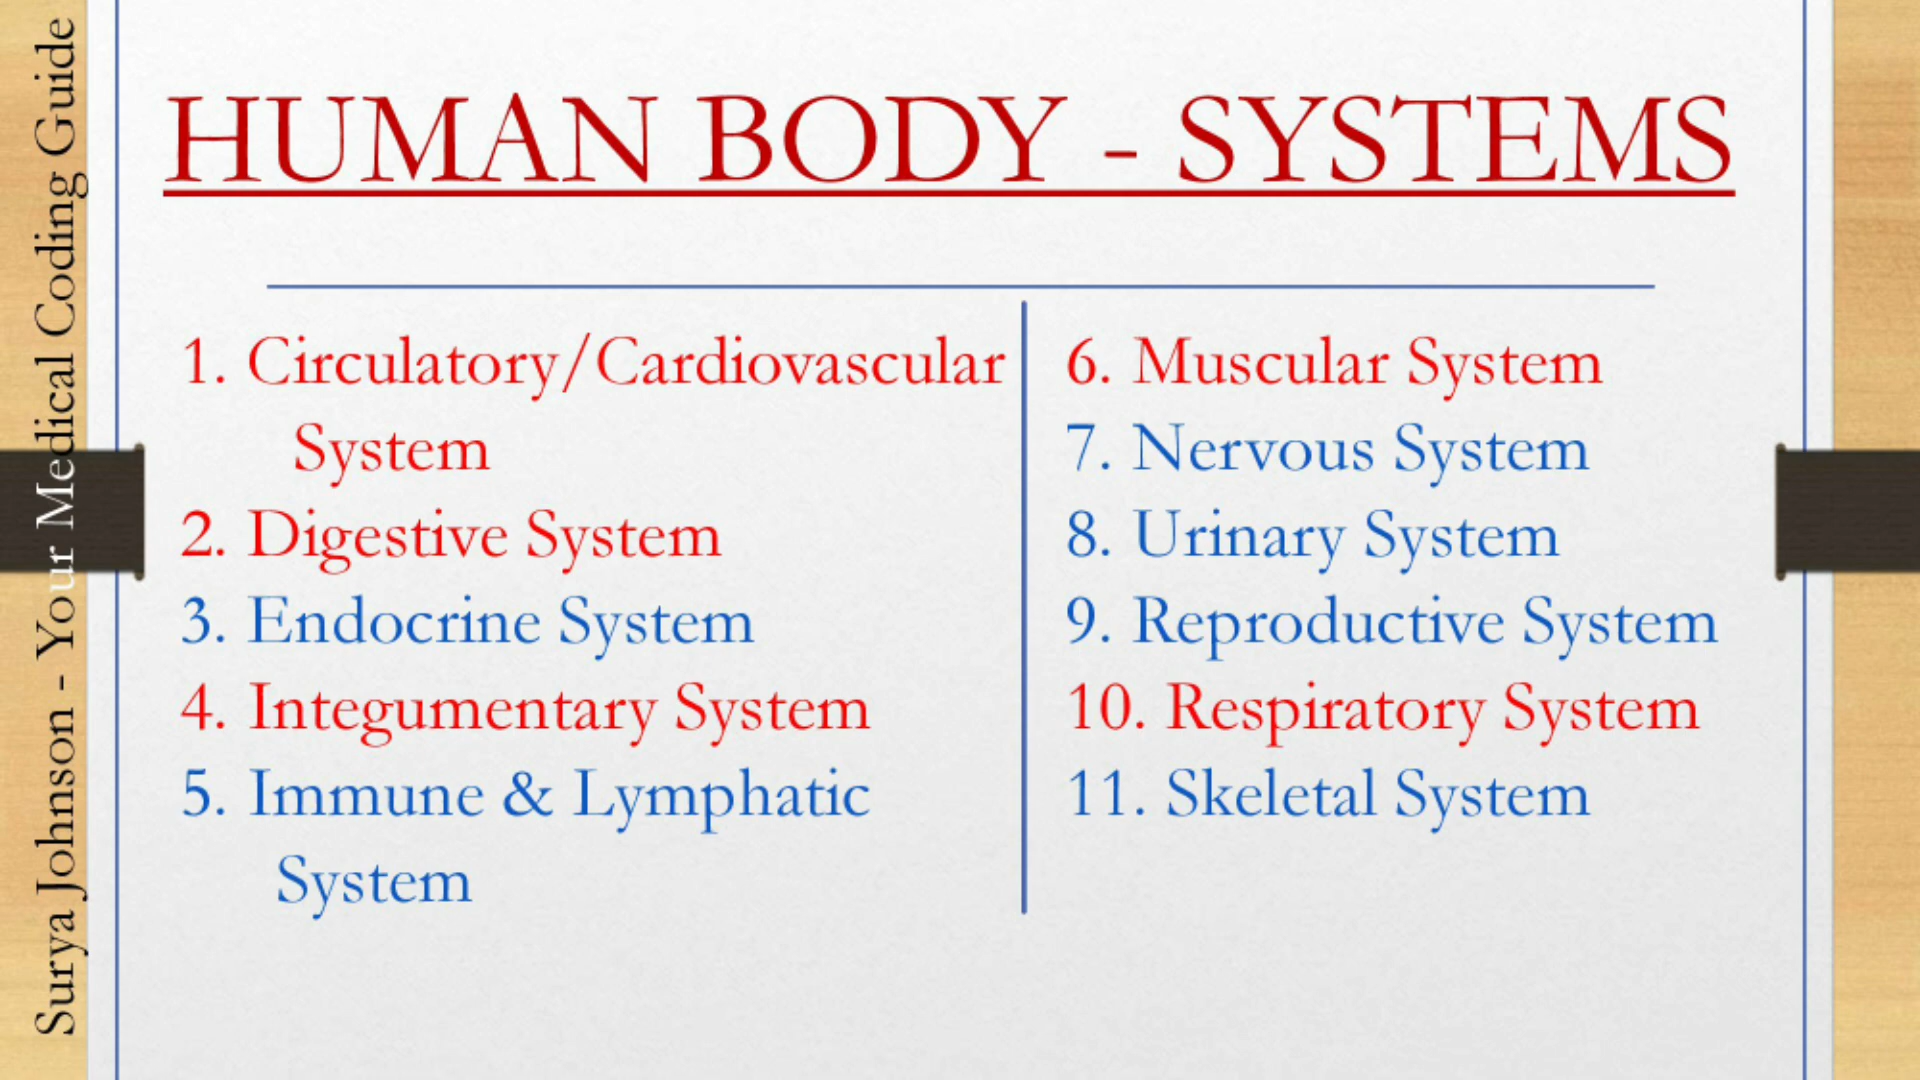 Surya Johnson - Your Medical Coding Guide
HUMAN BODY - SYSTEMS
1. Circulatory/Cardiovascular
System
2. Digestive System
3. Endocrine System
4. Integumentary System
5. Immune & Lymphatic
System
6. Muscular System
7. Nervous System
8. Urinary System
9. Reproductive System
10. Respiratory System
11. Skeletal System